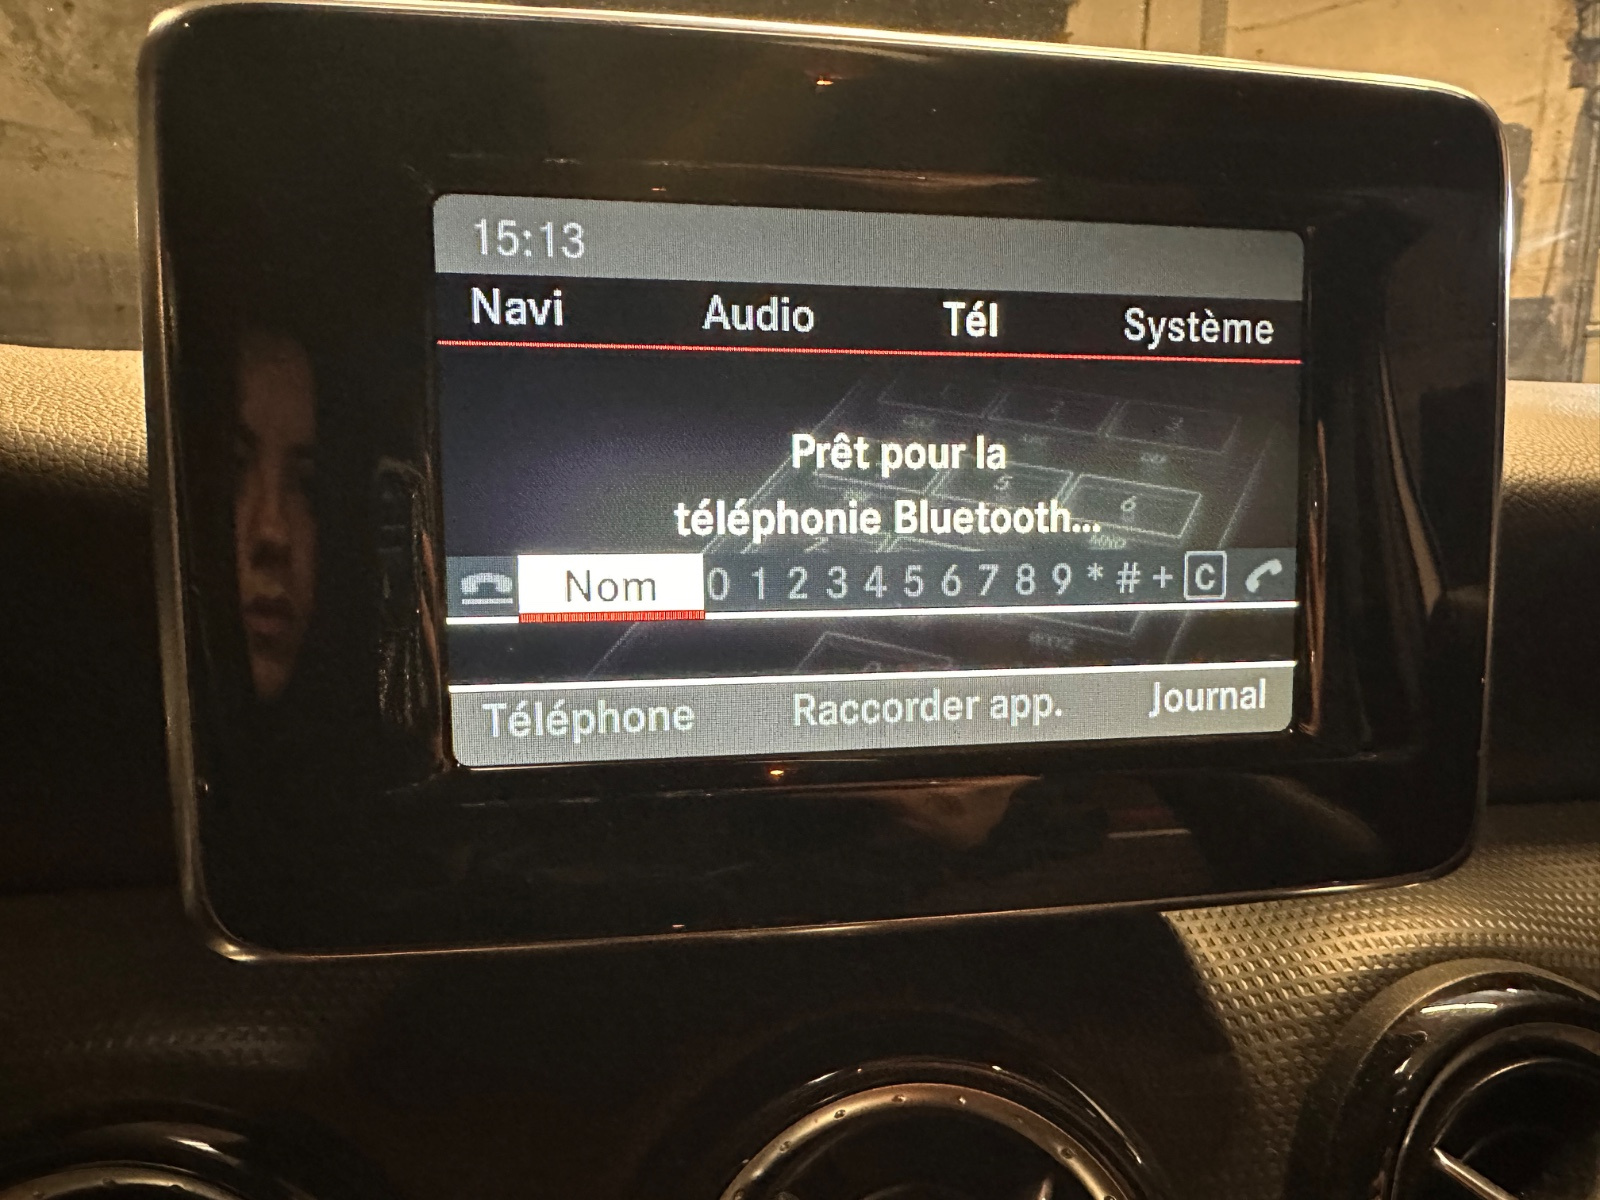 15:13
Navi Audio Tél Système
Prêt pour la
téléphonie Bluetooth...
Nom 0 1 2 3 4 5 6 7 8 9 * # + C
Téléphone Raccorder app. Journal